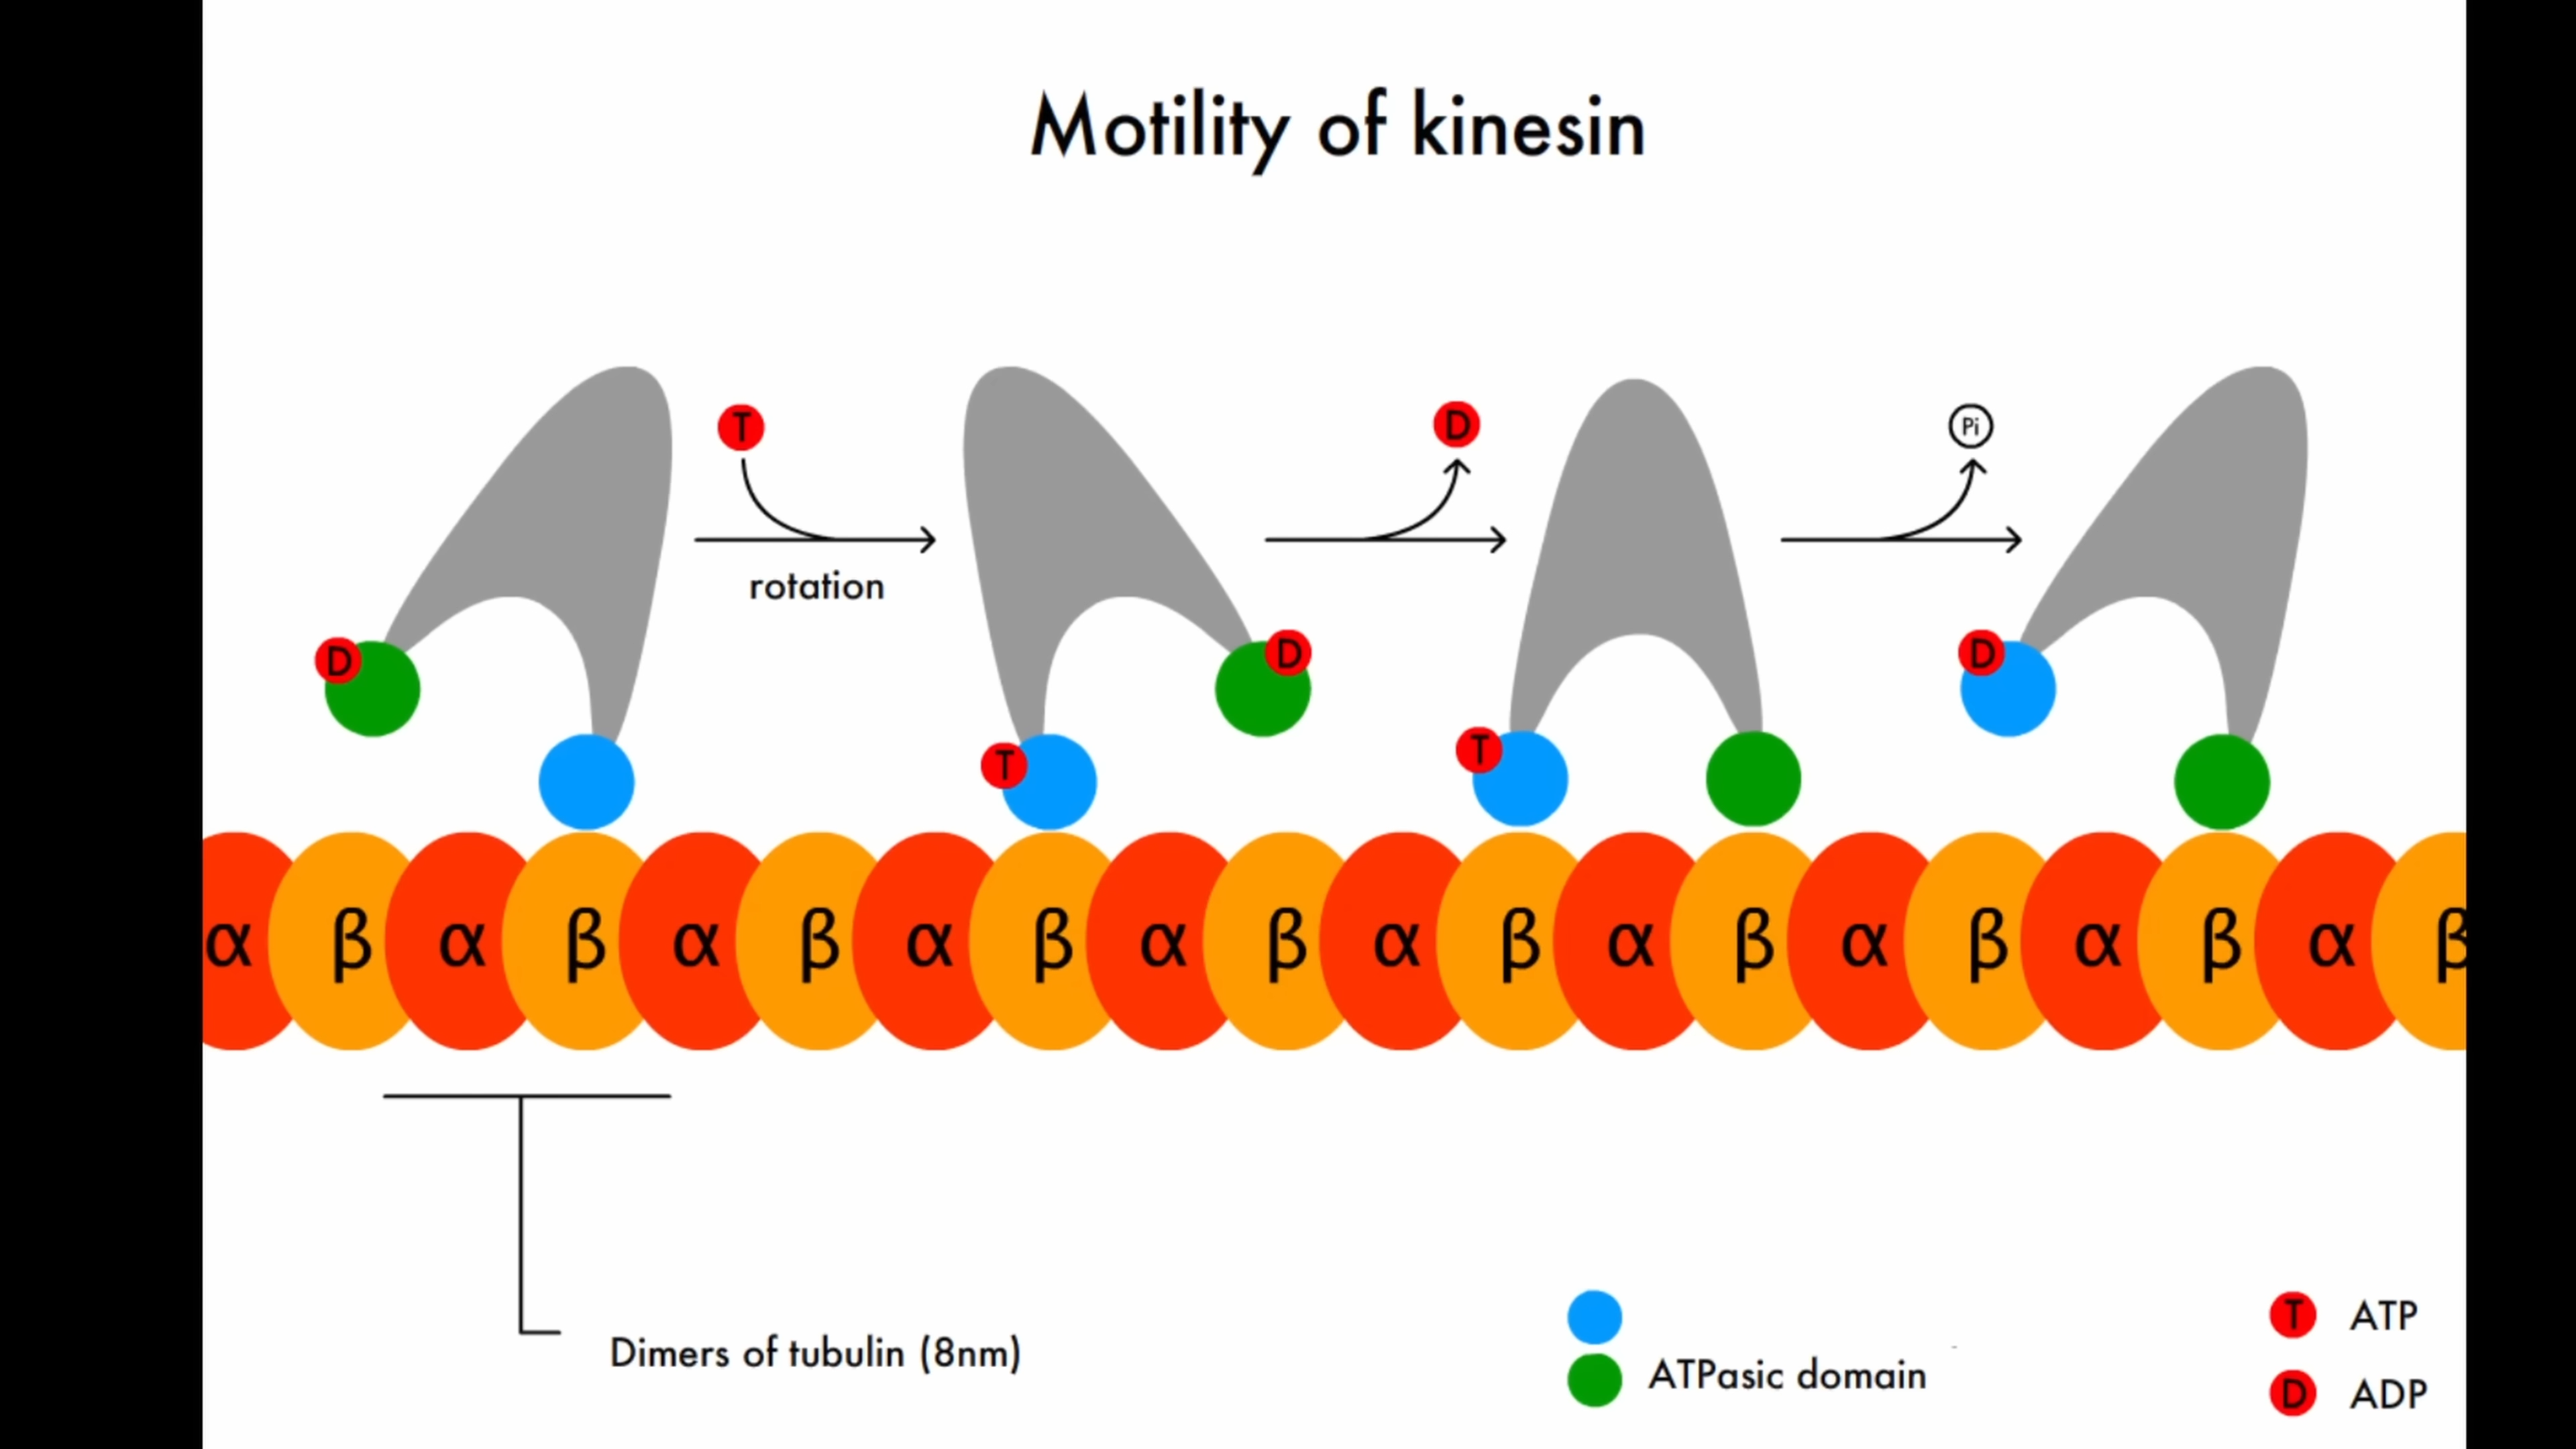 Motility of kinesin
T
D
Pi
rotation
D
D
T
T
D
α β α β α β α β α β α β α β α β α β α β
Dimers of tubulin (8nm)
ATPasic domain
T ATP
D ADP